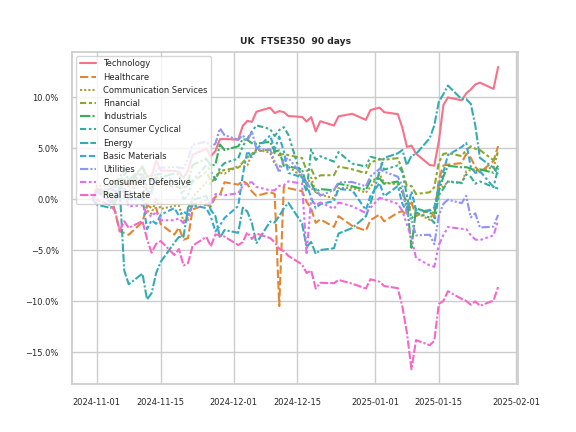 UK  FTSE350  90 days
Technology
Healthcare
Communication Services
Financial
Industrials
Consumer Cyclical
Energy
Basic Materials
Utilities
Consumer Defensive
Real Estate
10.0%
5.0%
0.0%
−5.0%
−10.0%
−15.0%
2024-11-01 2024-11-15 2024-12-01 2024-12-15 2025-01-01 2025-01-15 2025-02-01